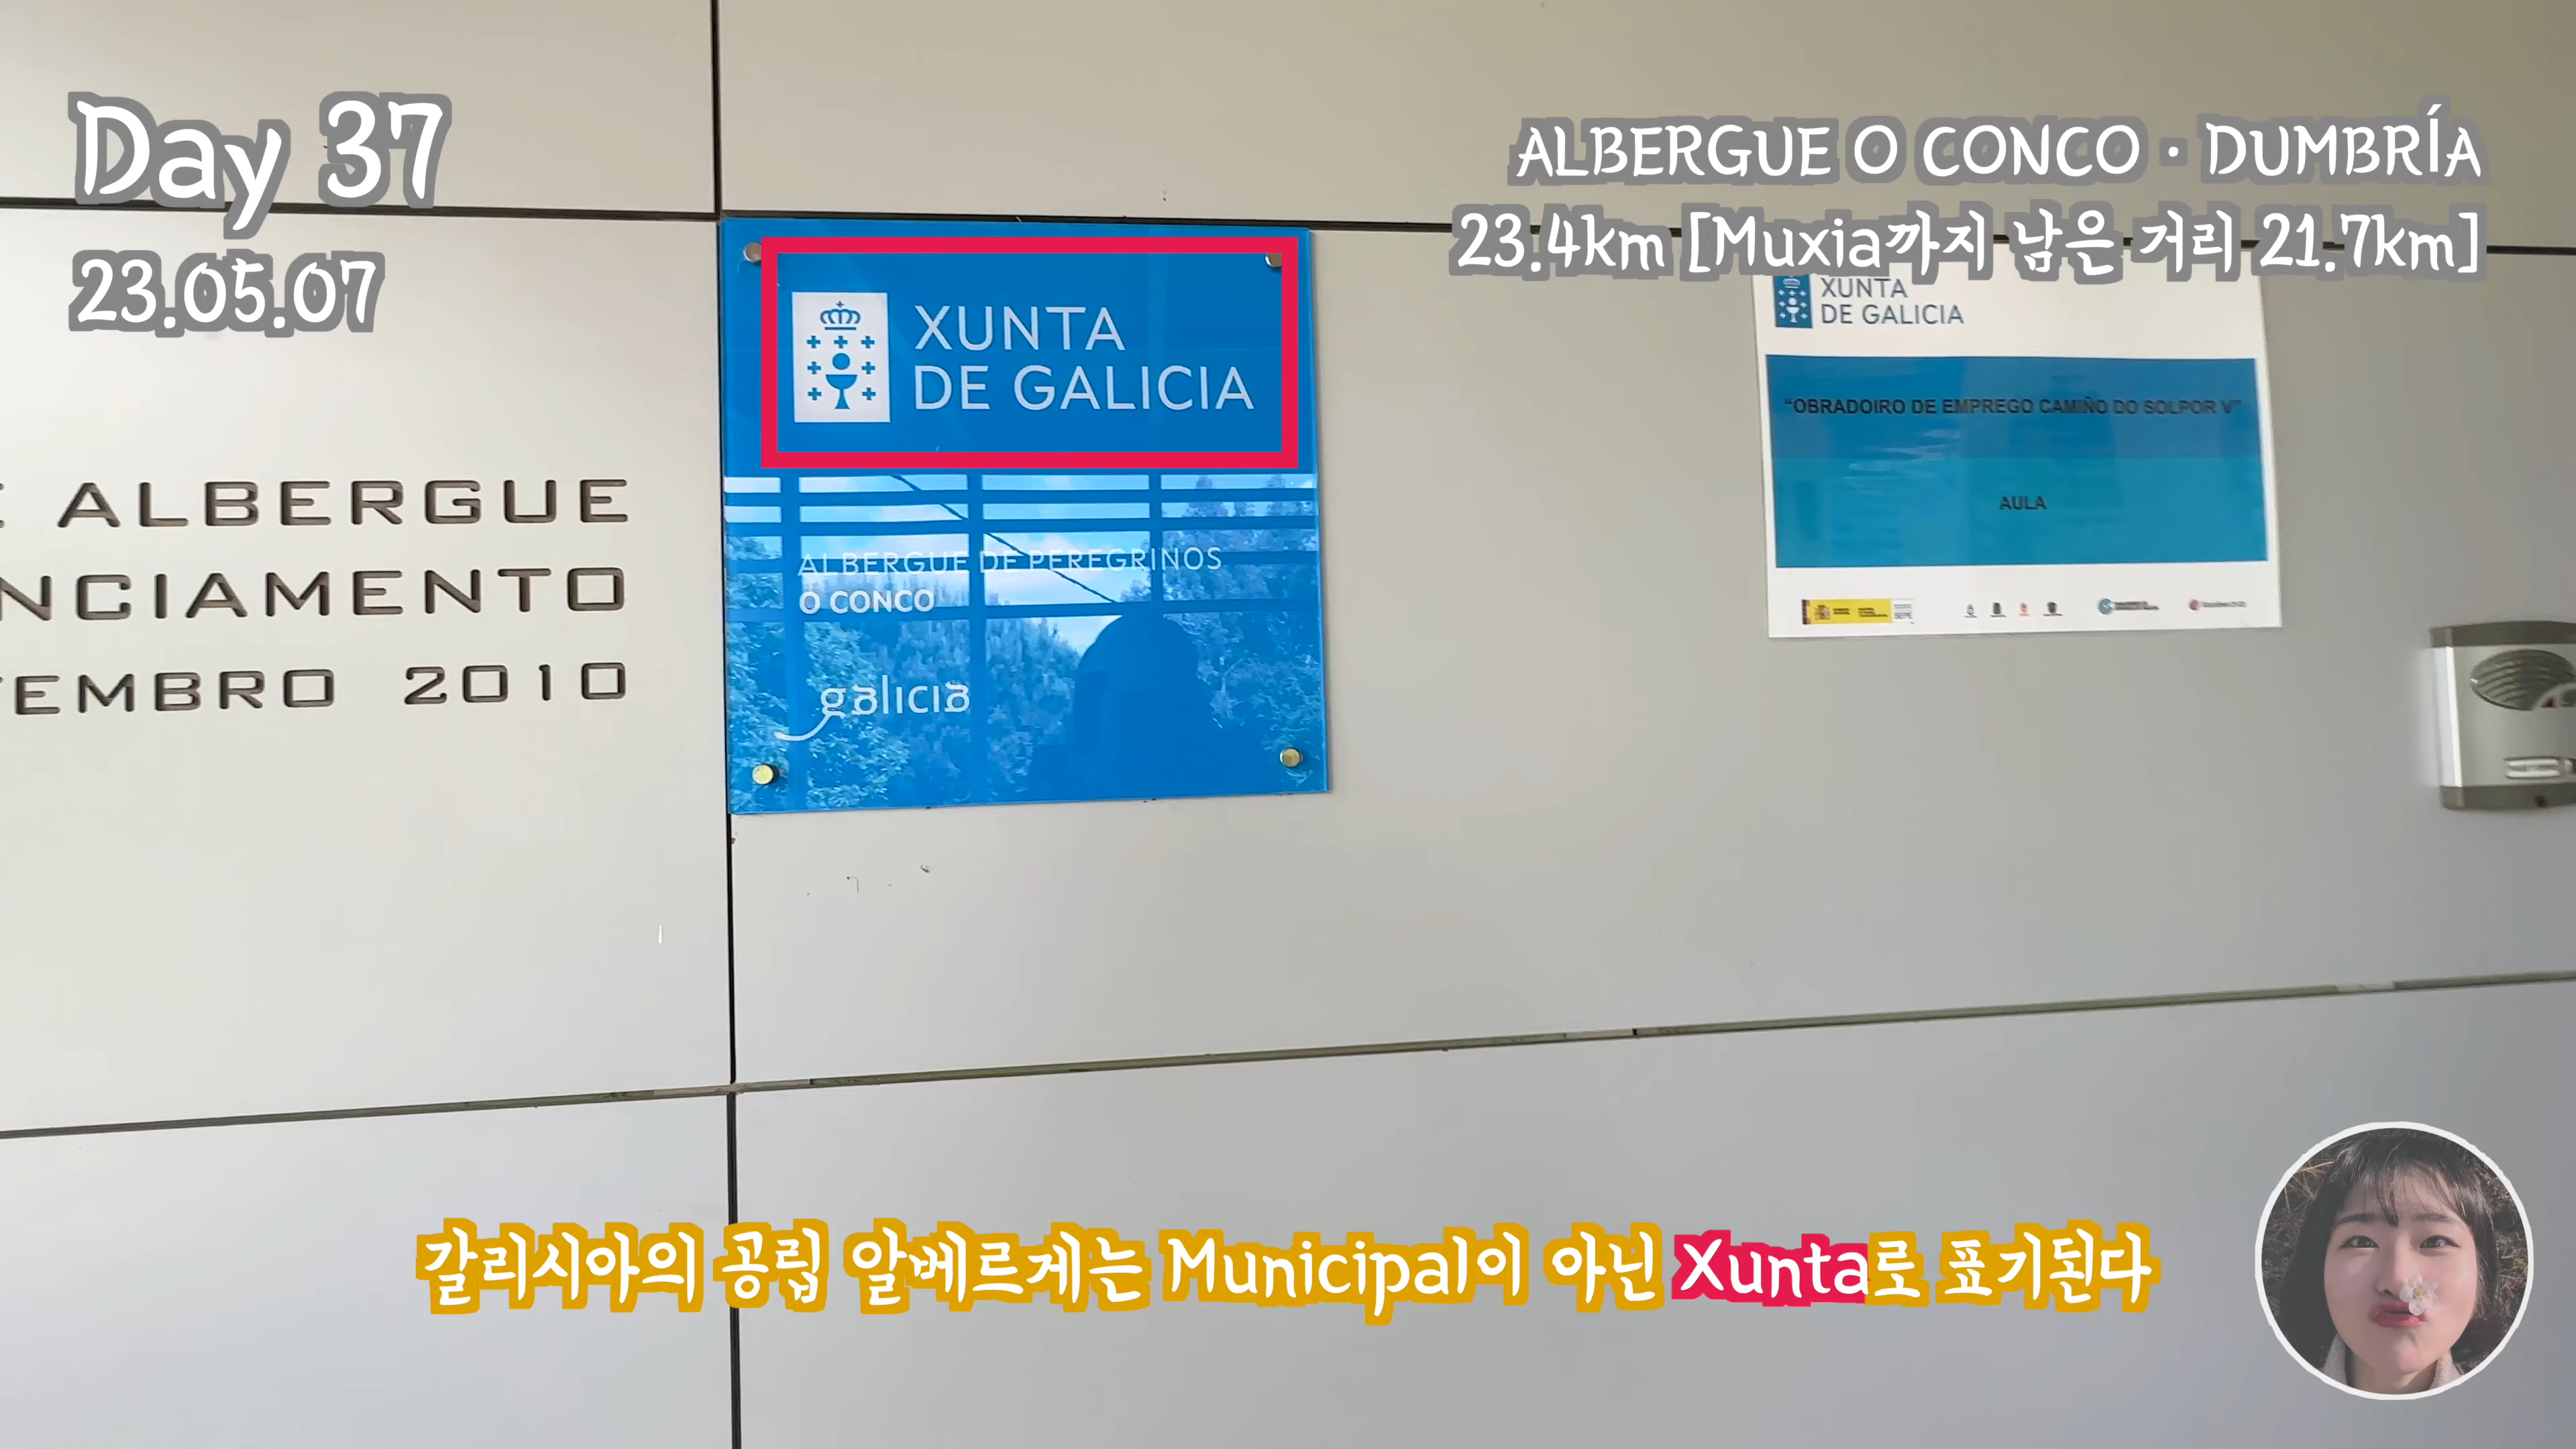 Day 37
23.05.07
ALBERGUE O CONCO • DUMBRÍA
23.4km [Muxia까지 남은 거리 21.7km]
ALBERGUE
NCIAMENTO
TEMBRO 2010
XUNTA
DE GALICIA
ALBERGUE DE PEREGRINOS
O CONCO
galicia
XUNTA
DE GALICIA
"OBRADOIRO DE EMPREGO CAMIÑO DO SOLPOR V"
AULA
갈리시아의 공립 알베르게는 Municipal이 아닌 Xunta로 표기된다